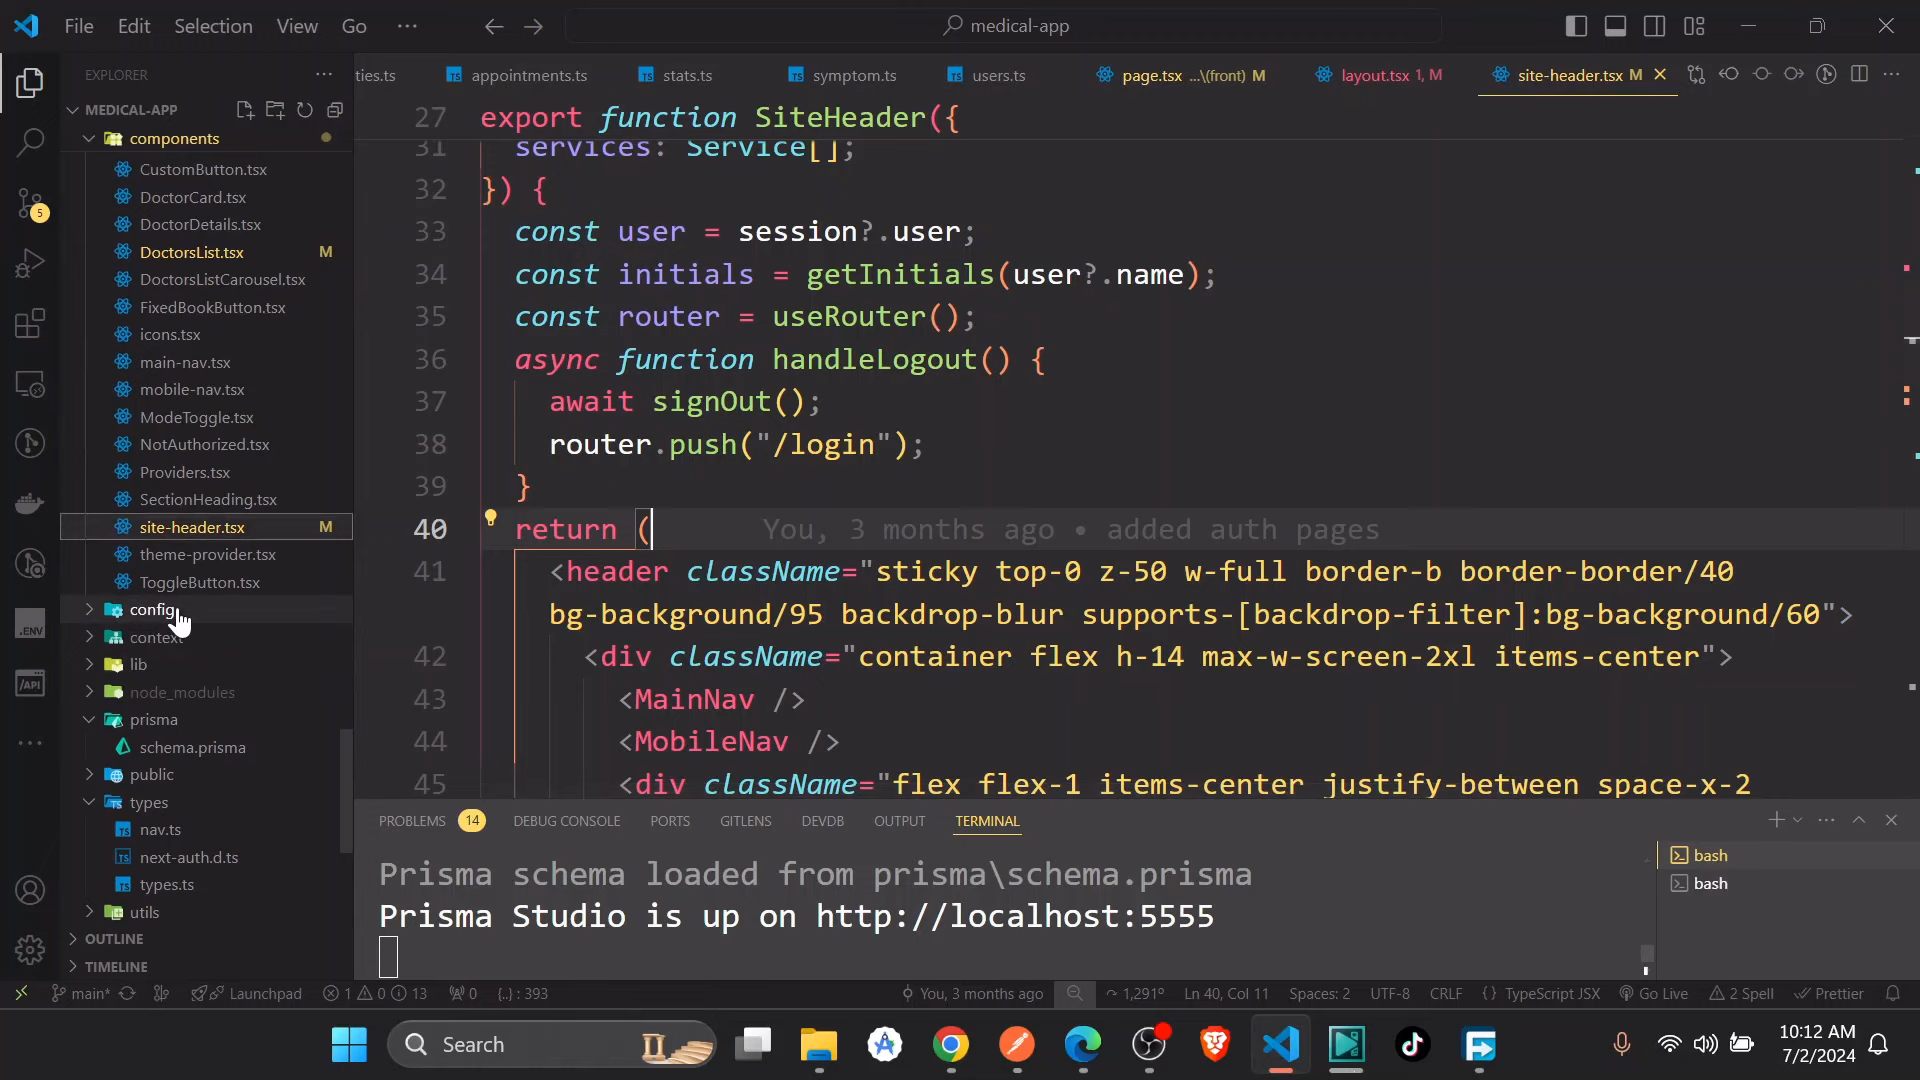 File Edit Selection View Go ··· medical-app
EXPLORER ···
MEDICAL-APP
components
CustomButton.tsx
DoctorCard.tsx
DoctorDetails.tsx
DoctorsList.tsx M
DoctorsListCarousel.tsx
FixedBookButton.tsx
icons.tsx
main-nav.tsx
mobile-nav.tsx
ModeToggle.tsx
NotAuthorized.tsx
Providers.tsx
SectionHeading.tsx
site-header.tsx M
theme-provider.tsx
ToggleButton.tsx
config
context
lib
node_modules
prisma
schema.prisma
public
types
nav.ts
next-auth.d.ts
types.ts
utils
OUTLINE
TIMELINE
5
.ENV
/API
ties.ts appointments.ts stats.ts symptom.ts users.ts page.tsx ...\(front) M layout.tsx 1, M site-header.tsx M
27 export function SiteHeader({
31 services: Service[];
32 }) {
33 const user = session?.user;
34 const initials = getInitials(user?.name);
35 const router = useRouter();
36 async function handleLogout() {
37 await signOut();
38 router.push("/login");
39 }
40 return ( You, 3 months ago • added auth pages
41 <header className="sticky top-0 z-50 w-full border-b border-border/40
bg-background/95 backdrop-blur supports-[backdrop-filter]:bg-background/60">
42 <div className="container flex h-14 max-w-screen-2xl items-center">
43 <MainNav />
44 <MobileNav />
45 <div className="flex flex-1 items-center justify-between space-x-2
PROBLEMS 14 DEBUG CONSOLE PORTS GITLENS DEVDB OUTPUT TERMINAL
Prisma schema loaded from prisma\schema.prisma
Prisma Studio is up on http://localhost:5555
bash
bash
main* Launchpad 1 0 13 0 {..} : 393 You, 3 months ago 1,291º Ln 40, Col 11 Spaces: 2 UTF-8 CRLF {} TypeScript JSX Go Live 2 Spell Prettier
Search
10:12 AM
7/2/2024